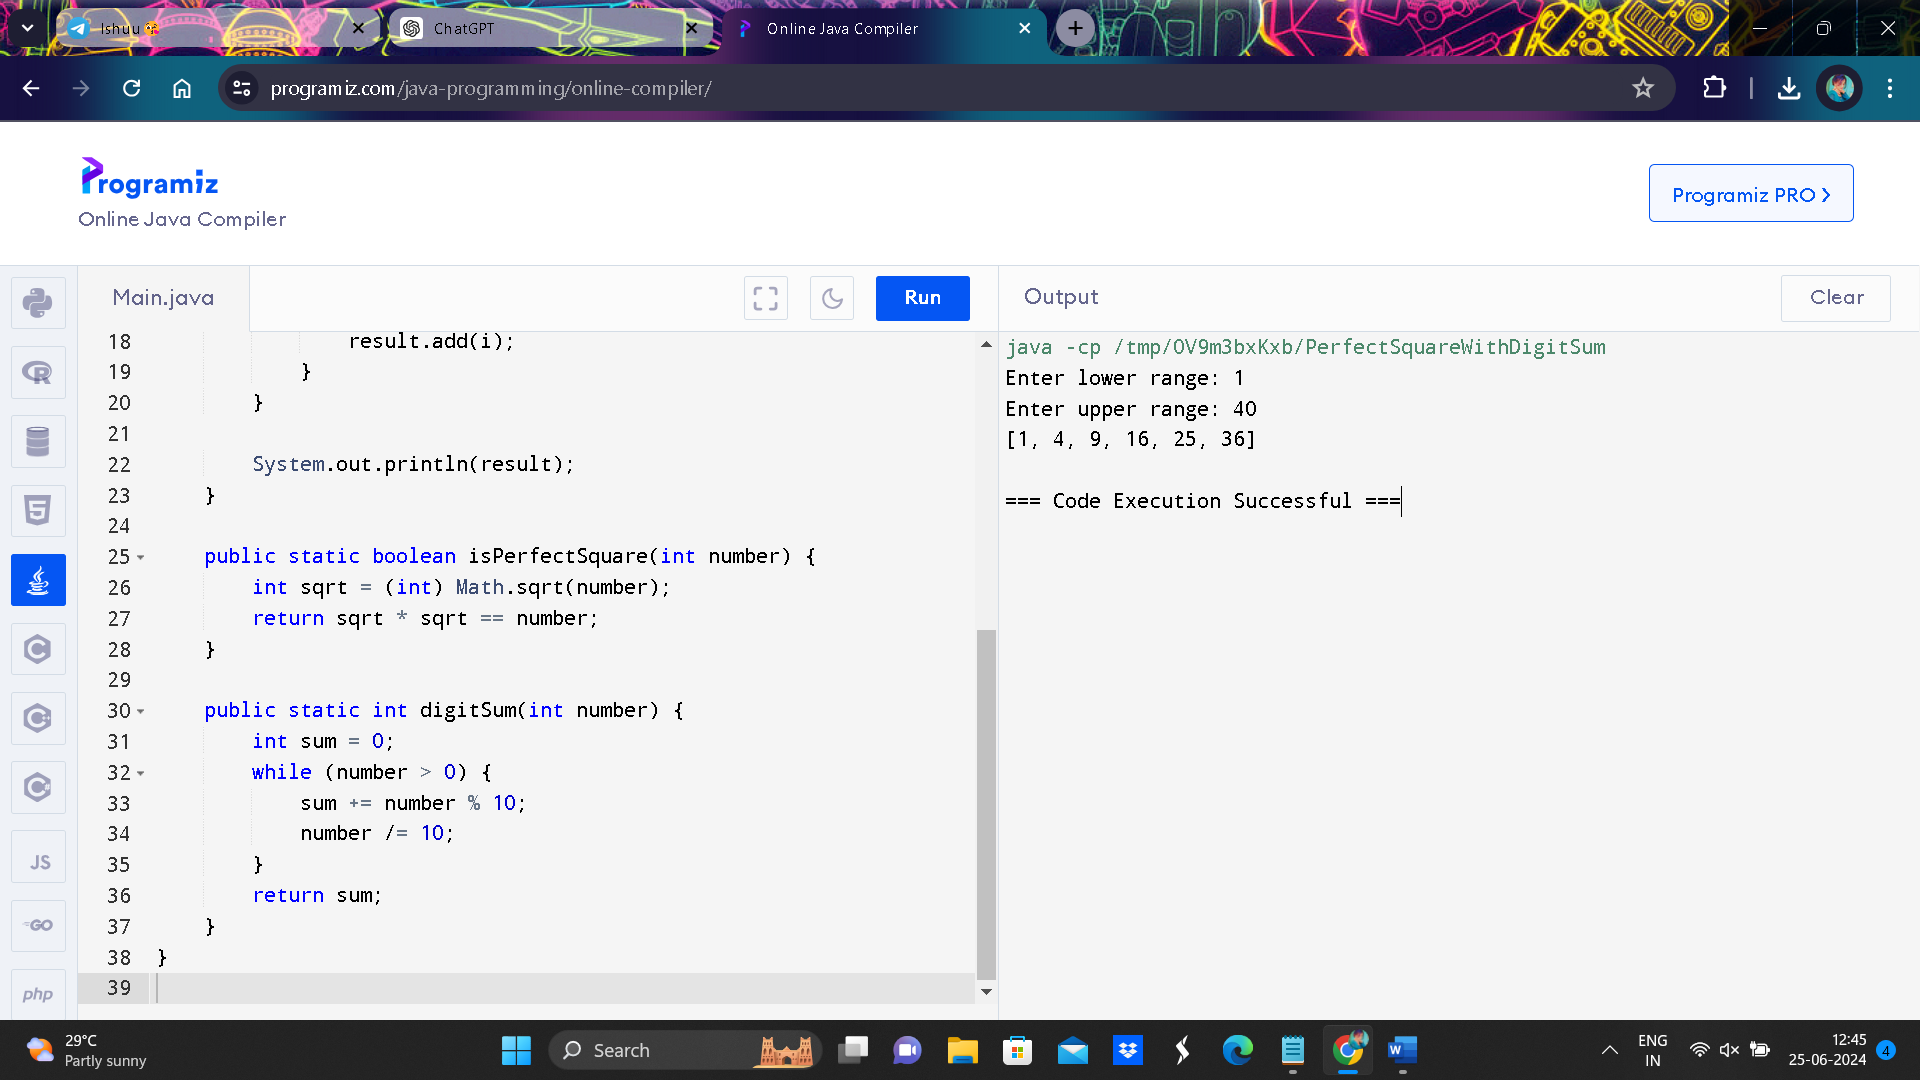 Ishuu 😘
ChatGPT
Online Java Compiler
programiz.com/java-programming/online-compiler/
Programiz
Online Java Compiler
Programiz PRO >
Main.java
Run
Output
Clear
18 result.add(i);
19 }
20 }
21
22 System.out.println(result);
23 }
24
25 public static boolean isPerfectSquare(int number) {
26 int sqrt = (int) Math.sqrt(number);
27 return sqrt * sqrt == number;
28 }
29
30 public static int digitSum(int number) {
31 int sum = 0;
32 while (number > 0) {
33 sum += number % 10;
34 number /= 10;
35 }
36 return sum;
37 }
38 }
39
java -cp /tmp/OV9m3bxKxb/PerfectSquareWithDigitSum
Enter lower range: 1
Enter upper range: 40
[1, 4, 9, 16, 25, 36]
=== Code Execution Successful ===
R
5
C
C
C#
JS
GO
php
29°C
Partly sunny
Search
W
ENG
IN
12:45
25-06-2024
4